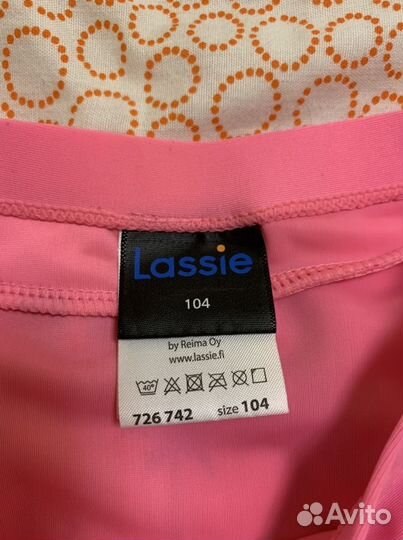 Lassie
104
by Reima Oy
www.lassie.fi
40°
726 742 size 104
Avito